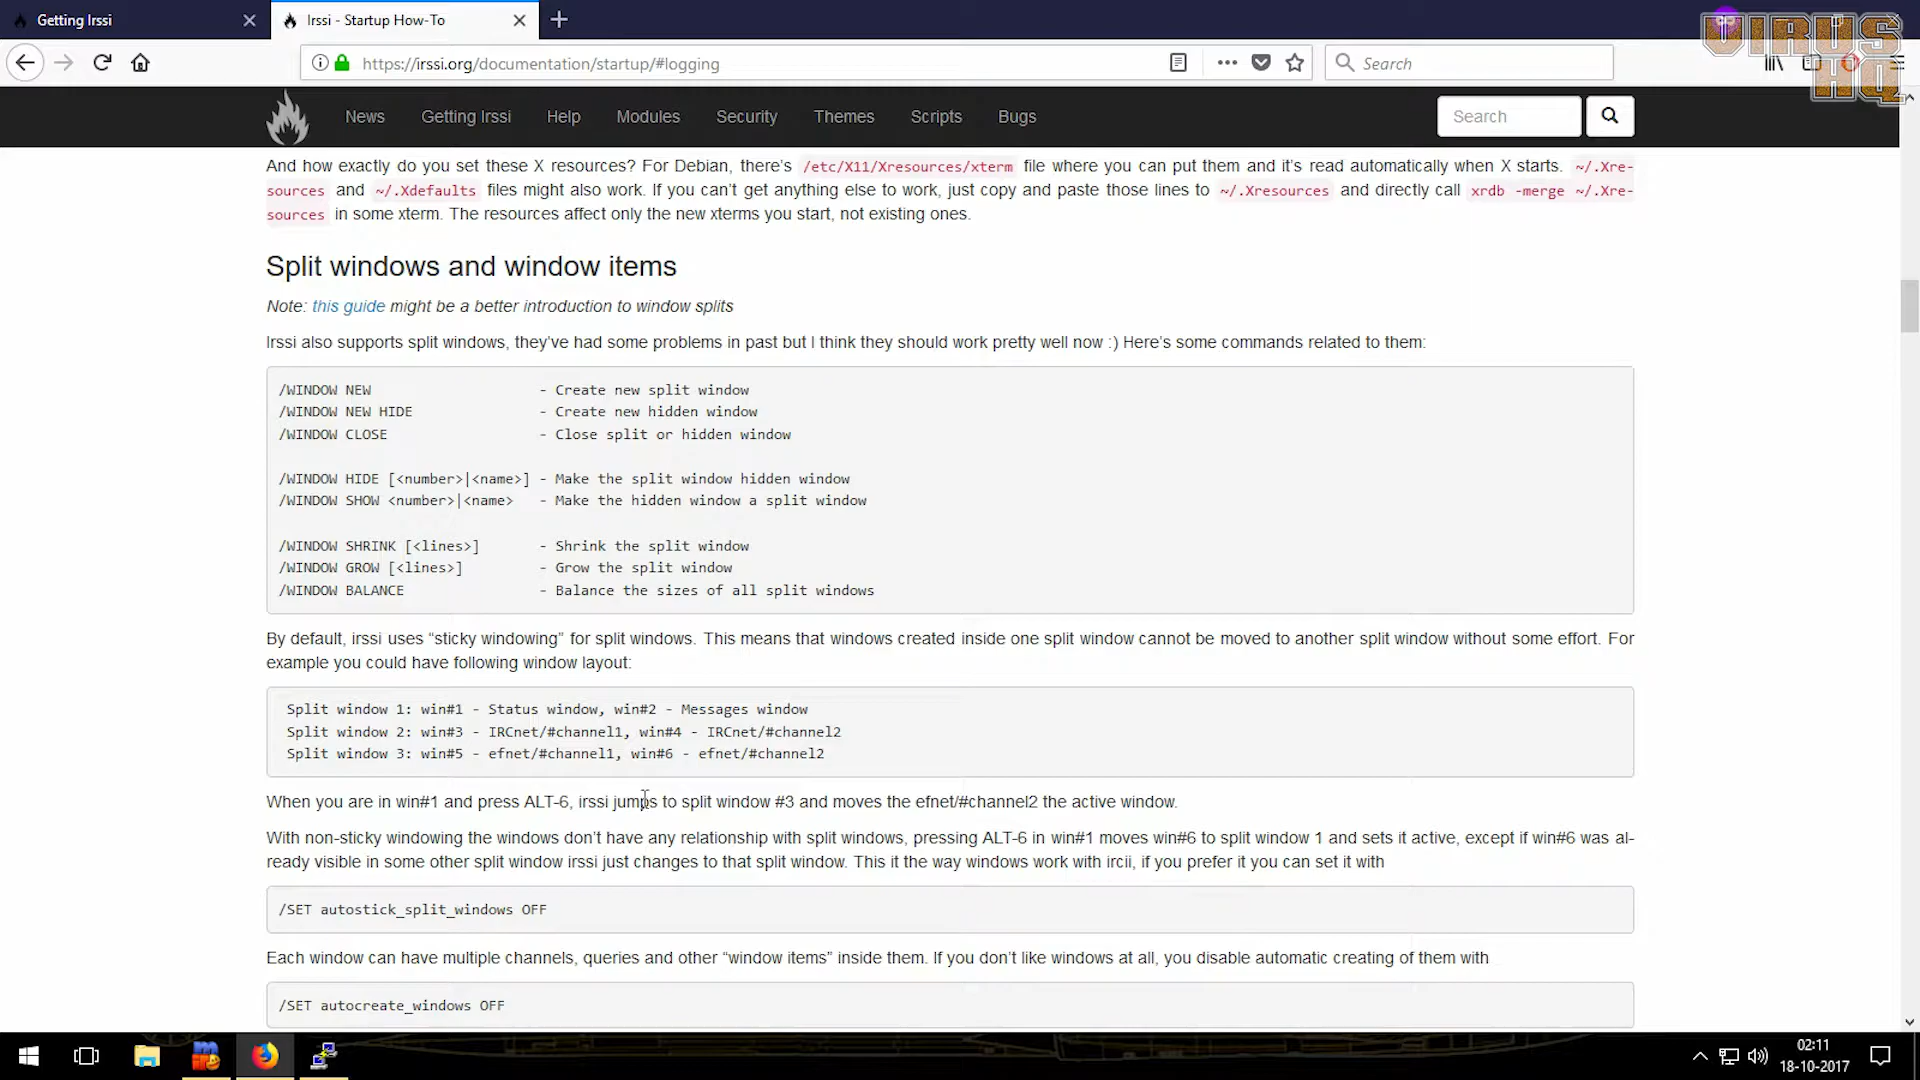 Getting Irssi
Irssi - Startup How-To
VIRUS
HQ
https://irssi.org/documentation/startup/#logging
Search
News Getting Irssi Help Modules Security Themes Scripts Bugs
Search
And how exactly do you set these X resources? For Debian, there’s /etc/X11/Xresources/xterm file where you can put them and it’s read automatically when X starts. ~/.Xre-
sources and ~/.Xdefaults files might also work. If you can’t get anything else to work, just copy and paste those lines to ~/.Xresources and directly call xrdb -merge ~/.Xre-
sources in some xterm. The resources affect only the new xterms you start, not existing ones.
Split windows and window items
Note: this guide might be a better introduction to window splits
Irssi also supports split windows, they’ve had some problems in past but I think they should work pretty well now :) Here’s some commands related to them:
/WINDOW NEW - Create new split window
/WINDOW NEW HIDE - Create new hidden window
/WINDOW CLOSE - Close split or hidden window
/WINDOW HIDE [<number>|<name>] - Make the split window hidden window
/WINDOW SHOW <number>|<name> - Make the hidden window a split window
/WINDOW SHRINK [<lines>] - Shrink the split window
/WINDOW GROW [<lines>] - Grow the split window
/WINDOW BALANCE - Balance the sizes of all split windows
By default, irssi uses “sticky windowing” for split windows. This means that windows created inside one split window cannot be moved to another split window without some effort. For
example you could have following window layout:
Split window 1: win#1 - Status window, win#2 - Messages window
Split window 2: win#3 - IRCnet/#channel1, win#4 - IRCnet/#channel2
Split window 3: win#5 - efnet/#channel1, win#6 - efnet/#channel2
When you are in win#1 and press ALT-6, irssi jumps to split window #3 and moves the efnet/#channel2 the active window.
With non-sticky windowing the windows don’t have any relationship with split windows, pressing ALT-6 in win#1 moves win#6 to split window 1 and sets it active, except if win#6 was al-
ready visible in some other split window irssi just changes to that split window. This it the way windows work with ircii, if you prefer it you can set it with
/SET autostick_split_windows OFF
Each window can have multiple channels, queries and other “window items” inside them. If you don’t like windows at all, you disable automatic creating of them with
/SET autocreate_windows OFF
02:11
18-10-2017